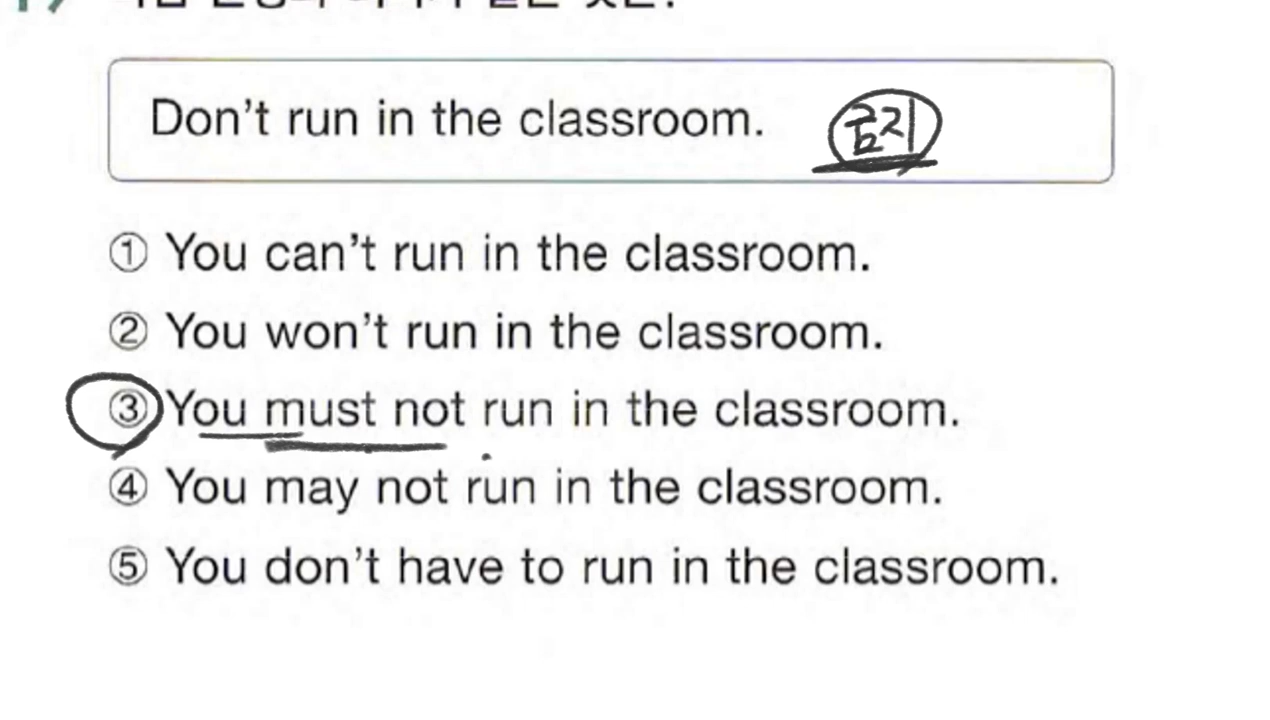 Don't run in the classroom. 금지
① You can't run in the classroom.
② You won't run in the classroom.
③ You must not run in the classroom.
④ You may not run in the classroom.
⑤ You don't have to run in the classroom.